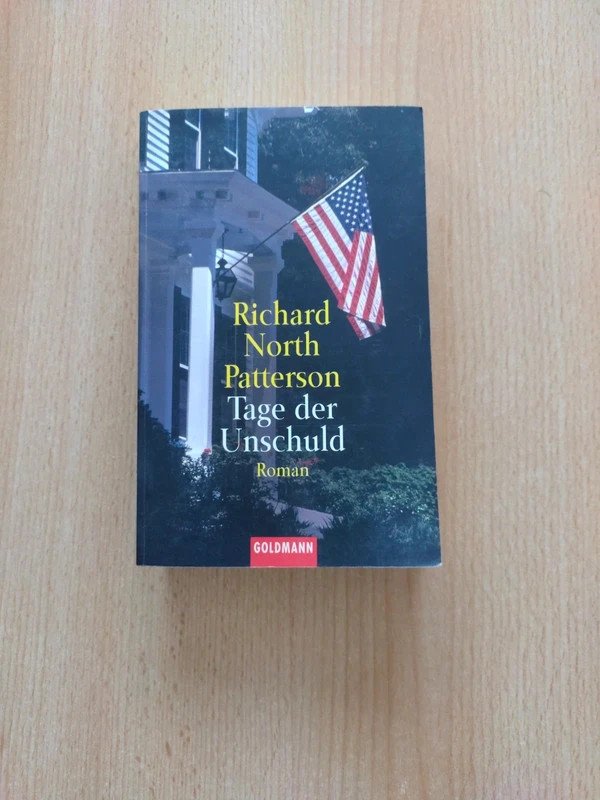 Richard
North
Patterson
Tage der
Unschuld
Roman
GOLDMANN